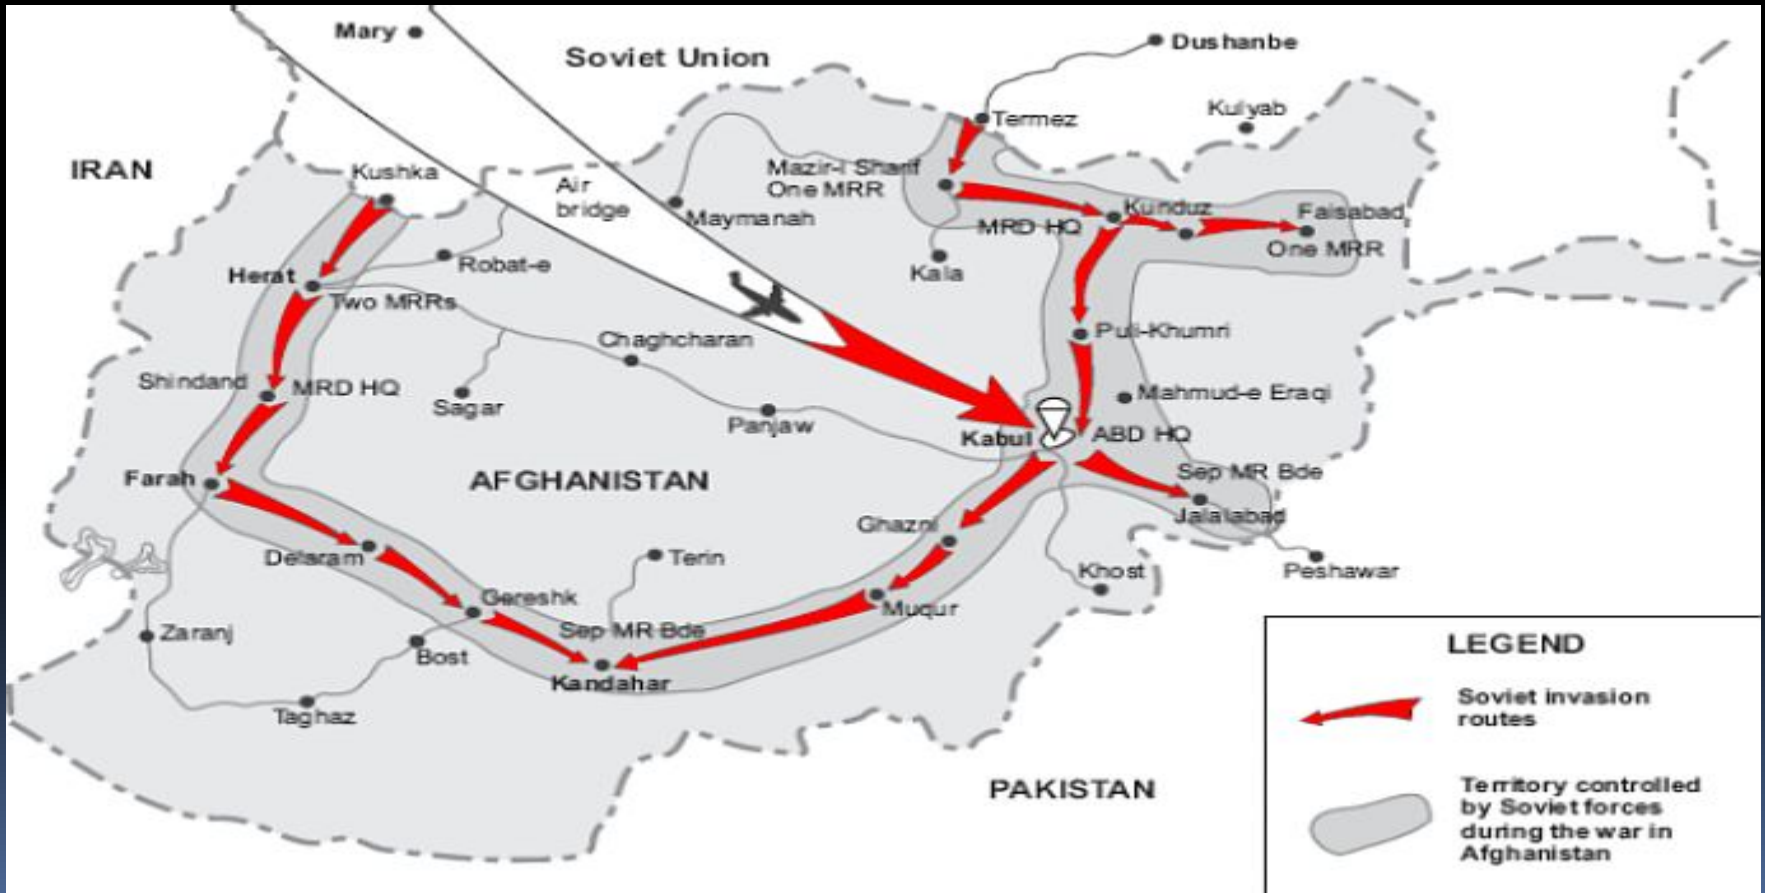 Mary
Soviet Union
Dushanbe
Termez
Kulyab
IRAN
Kushka
Air
bridge
Maymanah
Mazir-i Sharif
One MRR
MRD HQ
Kunduz
Faisabad
One MRR
Herat
Robat-e
Two MRRs
Kala
Chaghcharan
Puli-Khumri
Shindand
MRD HQ
Sagar
Panjaw
Mahmud-e Eraqi
Kabul
ABD HQ
Farah
AFGHANISTAN
Sep MR Bde
Jalalabad
Ghazni
Delaram
Terin
Khost
Peshawar
Gereshk
Muqur
Zaranj
Sep MR Bde
Bost
Kandahar
Taghaz
PAKISTAN
LEGEND
Soviet invasion
routes
Territory controlled
by Soviet forces
during the war in
Afghanistan